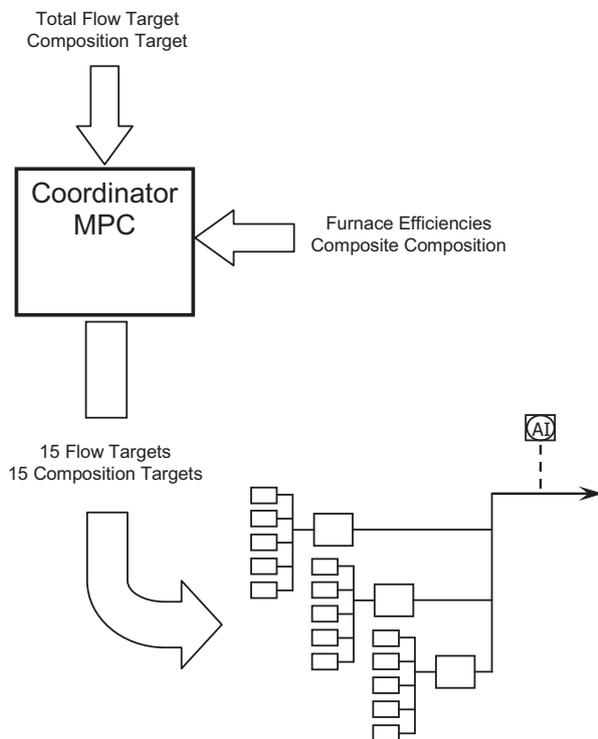 Total Flow Target
Composition Target
Coordinator
MPC
Furnace Efficiencies
Composite Composition
15 Flow Targets
15 Composition Targets
AI